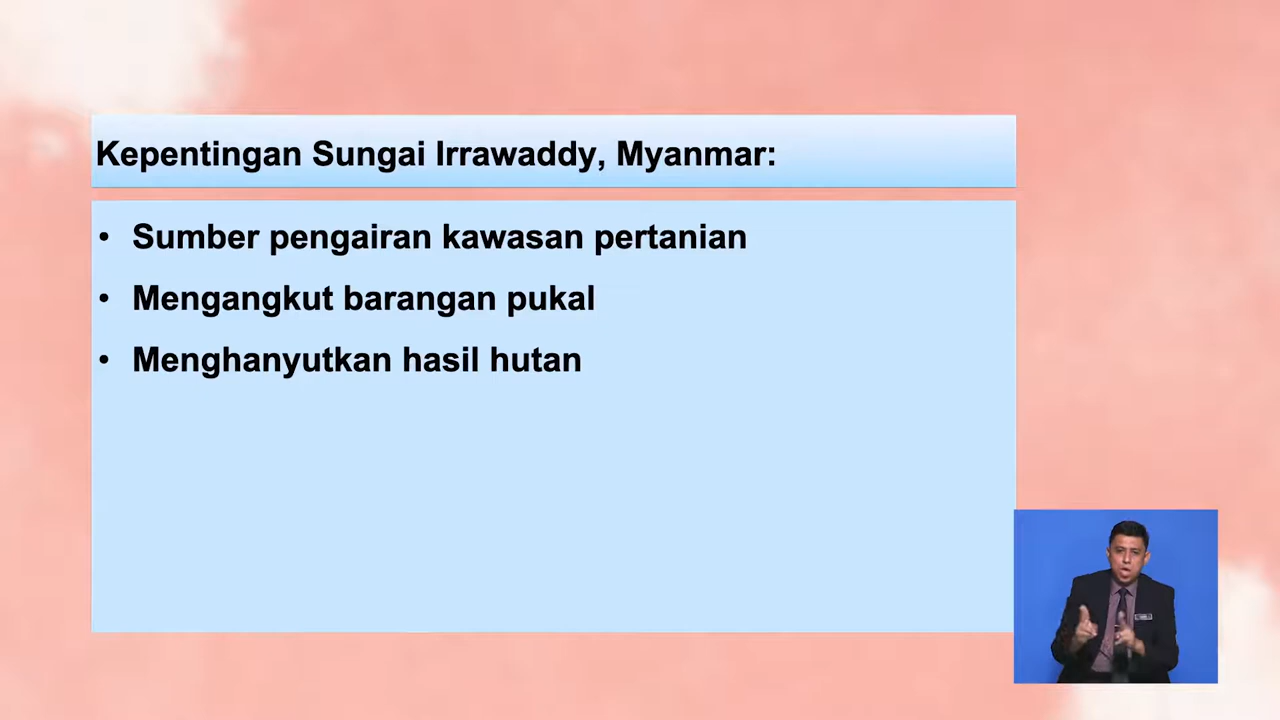 Kepentingan Sungai Irrawaddy, Myanmar:
• Sumber pengairan kawasan pertanian
• Mengangkut barangan pukal
• Menghanyutkan hasil hutan